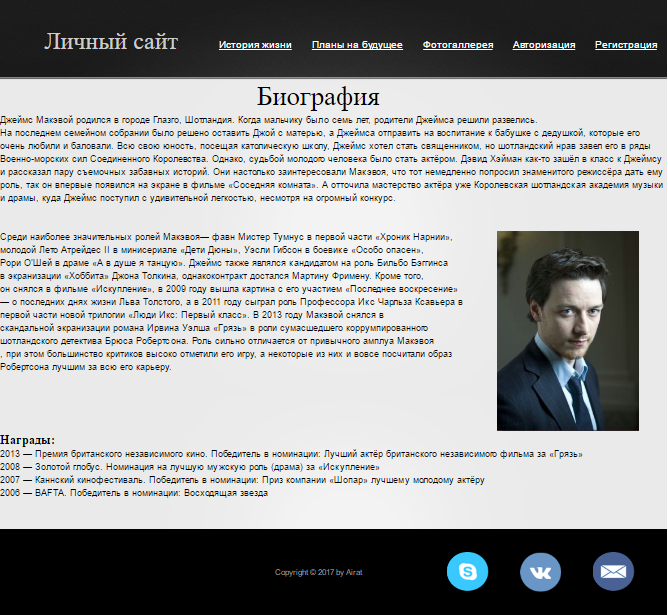 Личный сайт
История жизни Планы на будущее Фотогаллерея Авторизация Регистрация
Биография
Джеймс Макэвой родился в городе Глазго, Шотландия. Когда мальчику было семь лет, родители Джеймса решили развелись.
На последнем семейном собрании было решено оставить Джой с матерью, а Джеймса отправить на воспитание к бабушке с дедушкой, которые его
очень любили и баловали. Всю свою юность, посещая католическую школу, Джеймс хотел стать священником, но шотландский нрав завел его в ряды
Военно-морских сил Соединенного Королевства. Однако, судьбой молодого человека было стать актёром. Дэвид Хэйман как-то зашёл в класс к Джеймсу
и рассказал пару съемочных забавных историй. Они настолько заинтересовали Макэвоя, что тот немедленно попросил знаменитого режиссёра дать ему
роль, так он впервые появился на экране в фильме «Соседняя комната». А отточила мастерство актёра уже Королевская шотландская академия музыки
и драмы, куда Джеймс поступил с удивительной легкостью, несмотря на огромный конкурс.
Среди наиболее значительных ролей Макэвоя— фавн Мистер Тумнус в первой части «Хроник Нарнии»,
молодой Лето Атрейдес II в минисериале «Дети Дюны», Уэсли Гибсон в боевике «Особо опасен»,
Рори О'Шей в драме «А в душе я танцую». Джеймс также являлся кандидатом на роль Бильбо Бэггинса
в экранизации «Хоббита» Джона Толкина, однакоконтракт достался Мартину Фримену. Кроме того,
он снялся в фильме «Искупление», в 2009 году вышла картина с его участием «Последнее воскресение»
— о последних днях жизни Льва Толстого, а в 2011 году сыграл роль Профессора Икс Чарльза Ксавьера в
первой части новой трилогии «Люди Икс: Первый класс». В 2013 году Макэвой снялся в
скандальной экранизации романа Ирвина Уэлша «Грязь» в роли сумасшедшего коррумпированного
шотландского детектива Брюса Робертсона. Роль сильно отличается от привычного амплуа Макэвоя
, при этом большинство критиков высоко отметили его игру, а некоторые из них и вовсе посчитали образ
Робертсона лучшим за всю его карьеру.
Награды:
2013 — Премия британского независимого кино. Победитель в номинации: Лучший актёр британского независимого фильма за «Грязь»
2008 — Золотой глобус. Номинация на лучшую мужскую роль (драма) за «Искупление»
2007 — Каннский кинофестиваль. Победитель в номинации: Приз компании «Шопар» лучшему молодому актёру
2006 — BAFTA. Победитель в номинации: Восходящая звезда
Copyright © 2017 by Airat